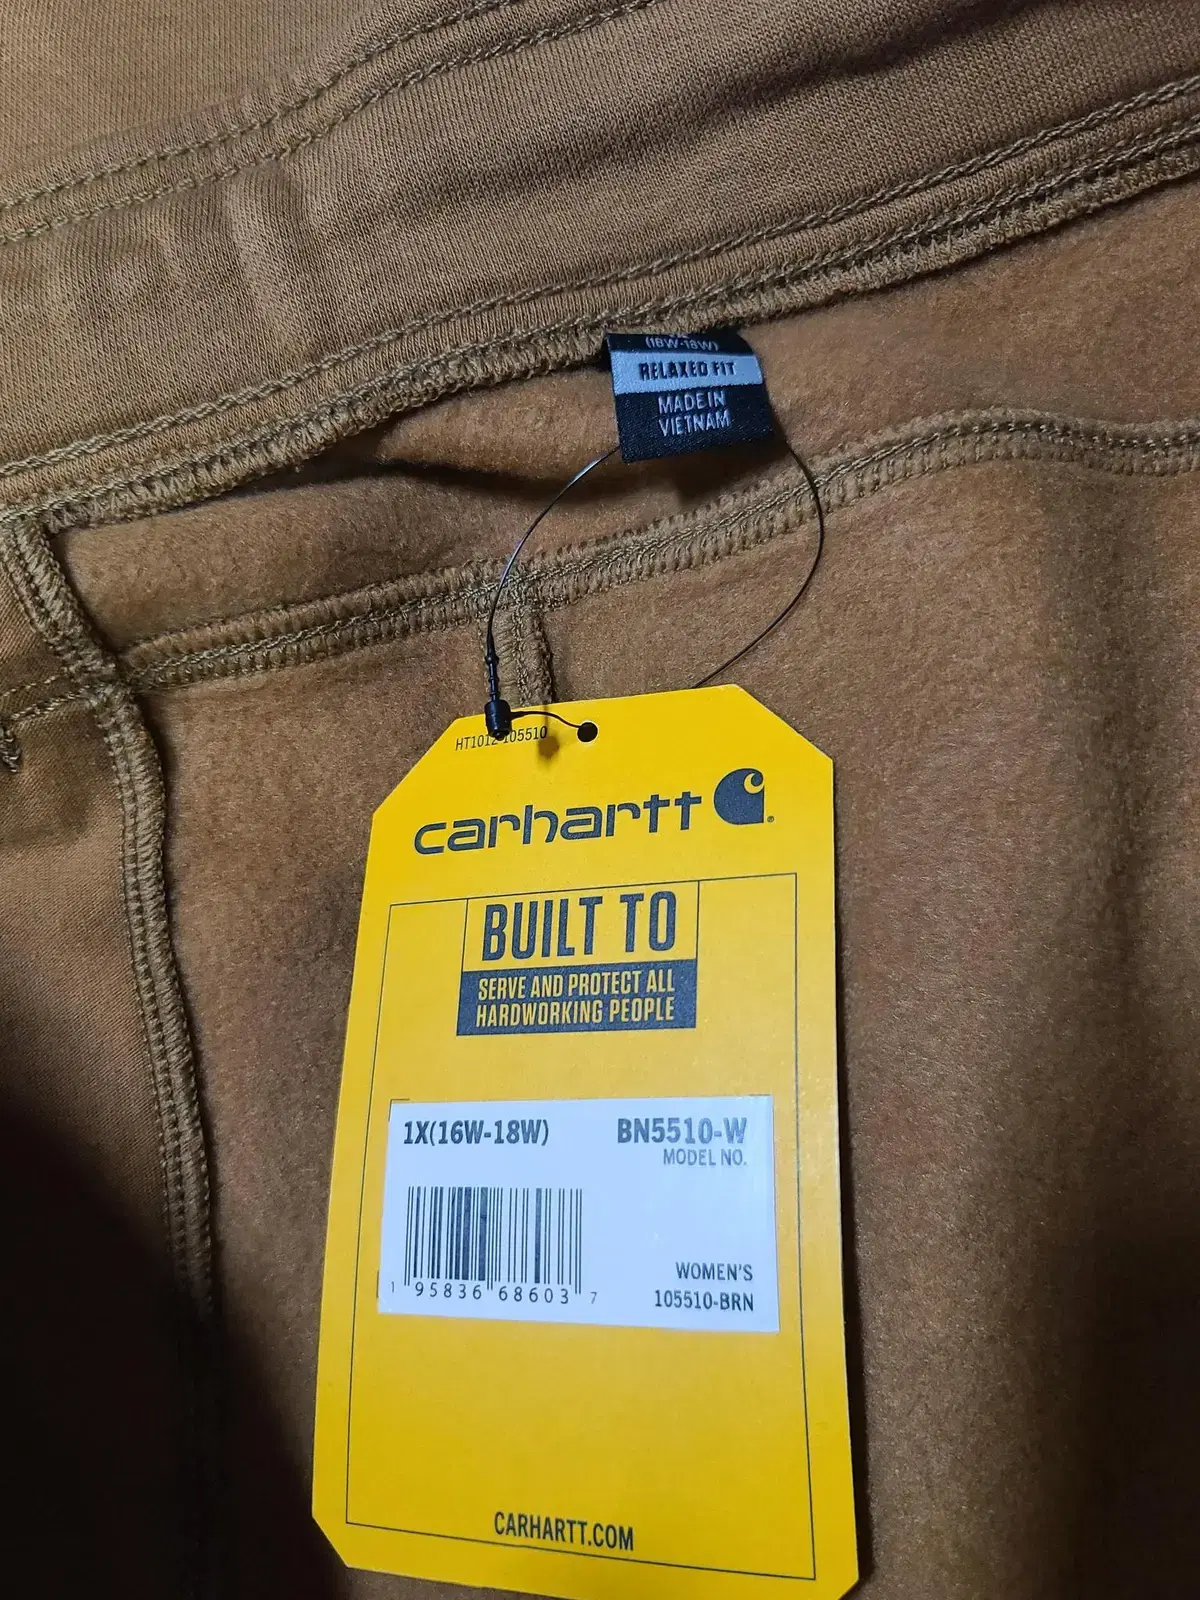 (16W-18W)
RELAXED FIT
MADE IN
VIETNAM
HT1012-105510
carhartt
BUILT TO
SERVE AND PROTECT ALL
HARDWORKING PEOPLE
1X(16W-18W)
BN5510-W
MODEL NO.
1 95836 68603 7
WOMEN'S
105510-BRN
CARHARTT.COM